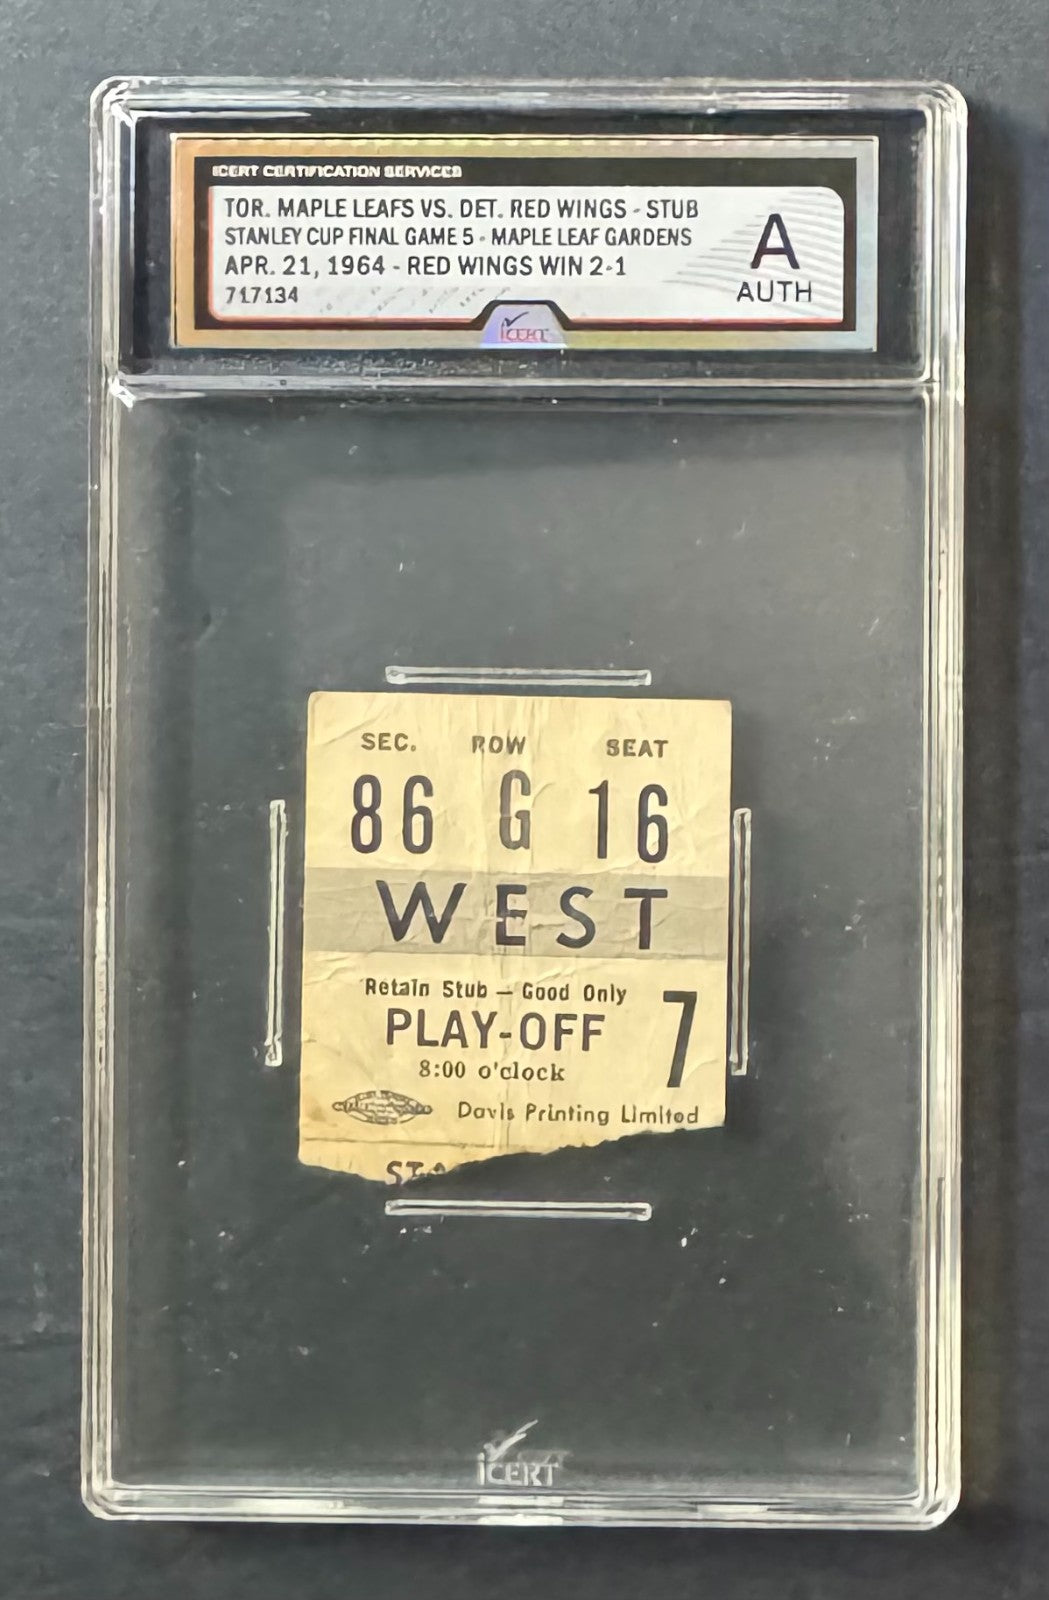 ICERT CERTIFICATION SERVICES
TOR. MAPLE LEAFS VS. DET. RED WINGS - STUB
STANLEY CUP FINAL GAME 5 - MAPLE LEAF GARDENS
APR. 21, 1964 - RED WINGS WIN 2-1
717134
A
AUTH
iCERT
SEC. ROW SEAT
86 G 16
WEST
Retain Stub — Good Only
PLAY-OFF 7
8:00 o'clock
Davis Printing Limited
iCERT